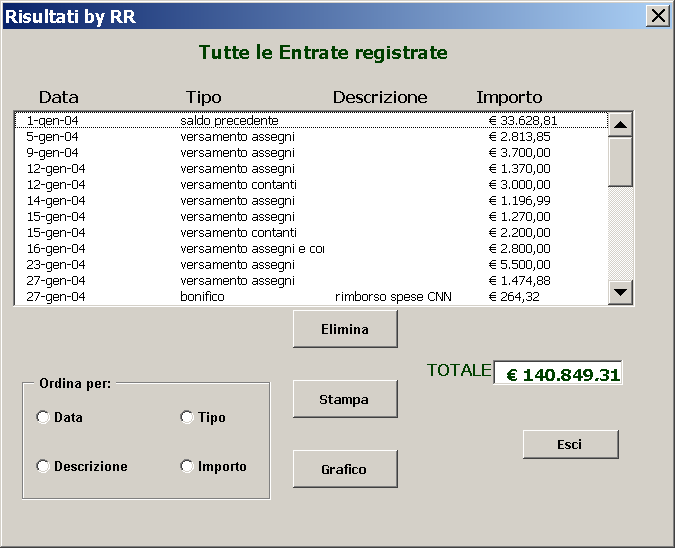 Risultati by RR
Tutte le Entrate registrate
Data Tipo Descrizione Importo
1-gen-04 saldo precedente € 33.628,81
5-gen-04 versamento assegni € 2.813,85
9-gen-04 versamento assegni € 3.700,00
12-gen-04 versamento assegni € 1.370,00
12-gen-04 versamento contanti € 3.000,00
14-gen-04 versamento assegni € 1.196,99
15-gen-04 versamento assegni € 1.270,00
15-gen-04 versamento contanti € 2.200,00
16-gen-04 versamento assegni e con € 2.800,00
23-gen-04 versamento assegni € 5.500,00
27-gen-04 versamento assegni € 1.474,88
27-gen-04 bonifico rimborso spese CNN € 264,32
Elimina
TOTALE € 140.849,31
Ordina per:
Data Tipo
Stampa
Esci
Descrizione Importo
Grafico